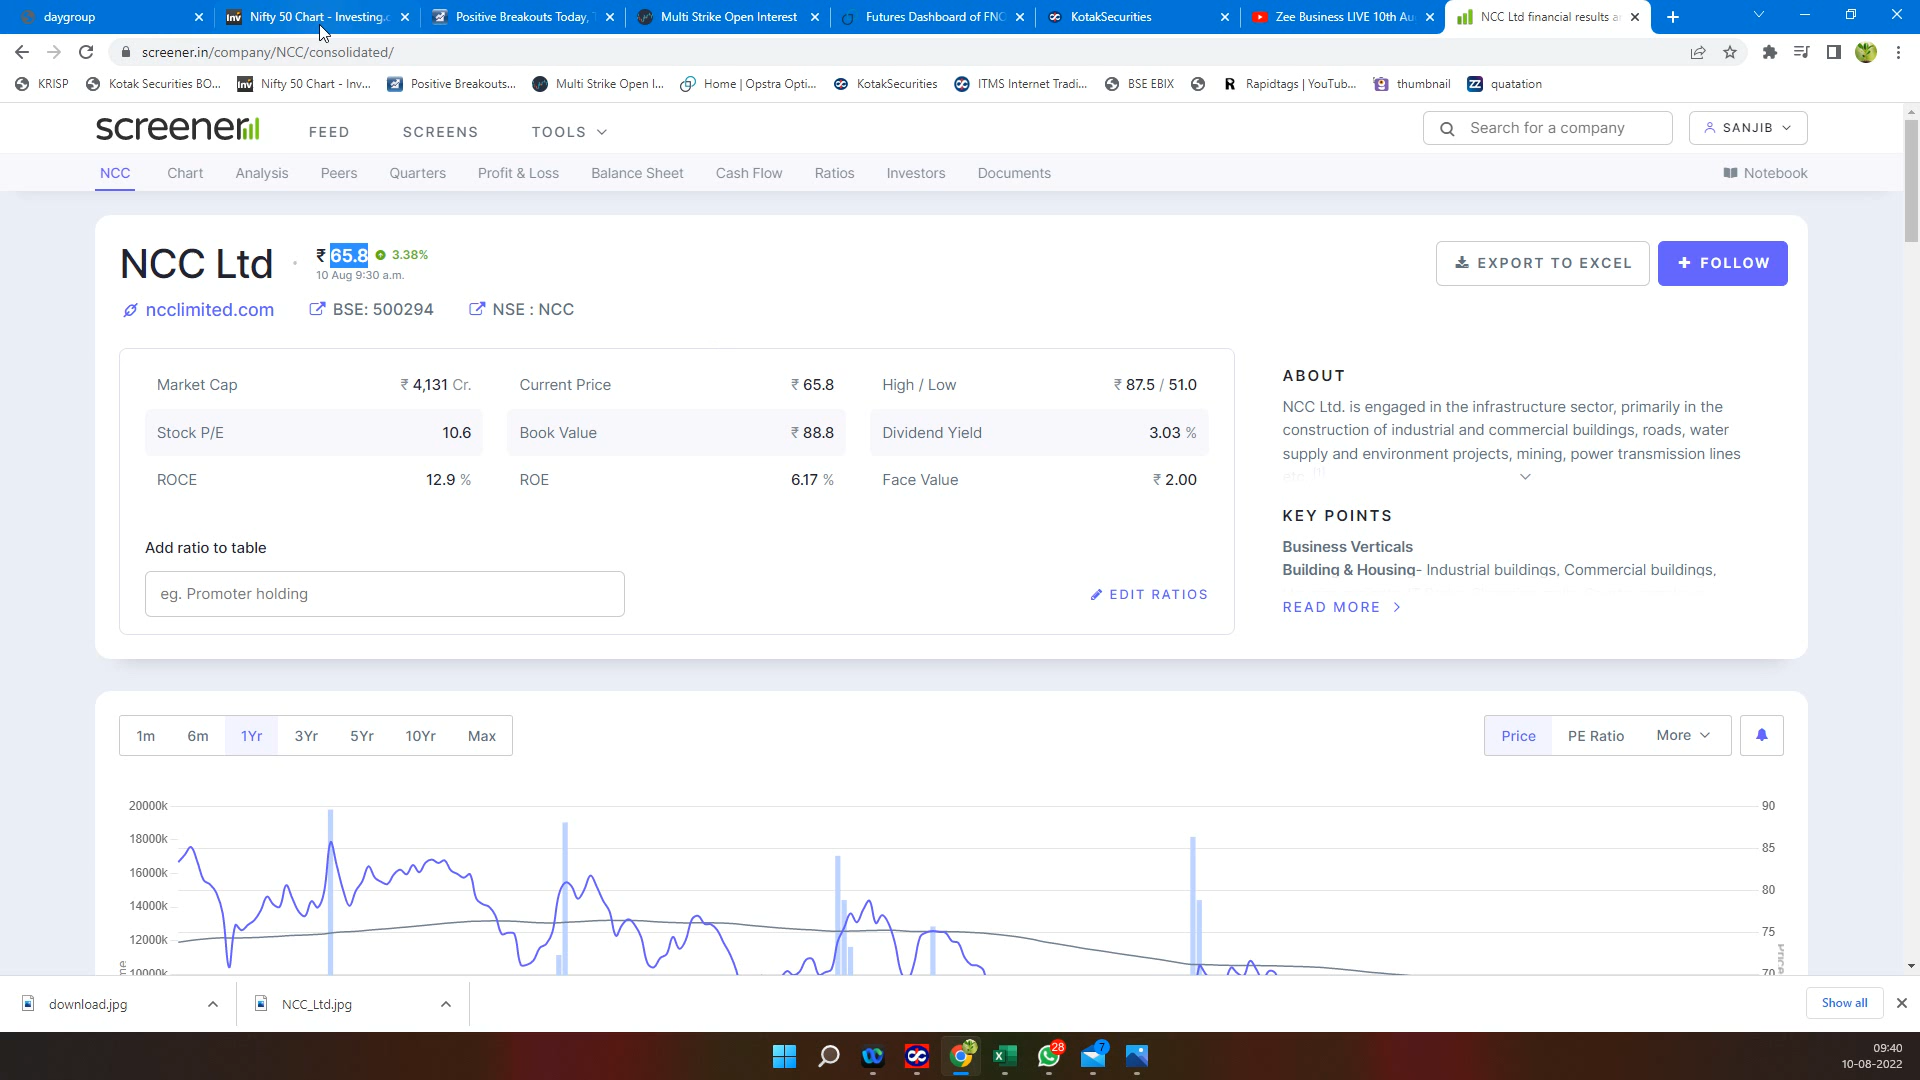 daygroup
Nifty 50 Chart - Investing.c
Positive Breakouts Today,
Multi Strike Open Interest
Futures Dashboard of FNO
KotakSecurities
Zee Business LIVE 10th Au
NCC Ltd financial results a
screener.in/company/NCC/consolidated/
KRISP
Kotak Securities BO...
Nifty 50 Chart - Inv...
Positive Breakouts...
Multi Strike Open I...
Home | Opstra Opti...
KotakSecurities
ITMS Internet Tradi...
BSE EBIX
Rapidtags | YouTub...
thumbnail
quatation
screener
FEED
SCREENS
TOOLS
Search for a company
SANJIB
NCC
Chart
Analysis
Peers
Quarters
Profit & Loss
Balance Sheet
Cash Flow
Ratios
Investors
Documents
Notebook
NCC Ltd
₹ 65.8
3.38%
10 Aug 9:30 a.m.
EXPORT TO EXCEL
+ FOLLOW
ncclimited.com
BSE: 500294
NSE : NCC
Market Cap ₹ 4,131 Cr.
Current Price ₹ 65.8
High / Low ₹ 87.5 / 51.0
Stock P/E 10.6
Book Value ₹ 88.8
Dividend Yield 3.03 %
ROCE 12.9 %
ROE 6.17 %
Face Value ₹ 2.00
Add ratio to table
eg. Promoter holding
EDIT RATIOS
ABOUT
NCC Ltd. is engaged in the infrastructure sector, primarily in the
construction of industrial and commercial buildings, roads, water
supply and environment projects, mining, power transmission lines
etc. [1]
KEY POINTS
Business Verticals
Building & Housing- Industrial buildings, Commercial buildings,
READ MORE
1m
6m
1Yr
3Yr
5Yr
10Yr
Max
Price
PE Ratio
More
20000k
18000k
16000k
14000k
12000k
10000k
90
85
80
75
70
Price
download.jpg
NCC_Ltd.jpg
Show all
28
7
09:40
10-08-2022